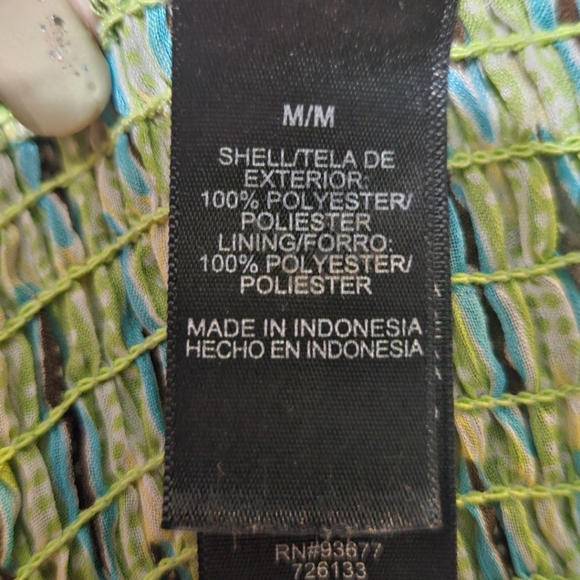 M/M
SHELL/TELA DE
EXTERIOR:
100% POLYESTER/
POLIESTER
LINING/FORRO:
100% POLYESTER/
POLIESTER
MADE IN INDONESIA
HECHO EN INDONESIA
RN#93677
726133